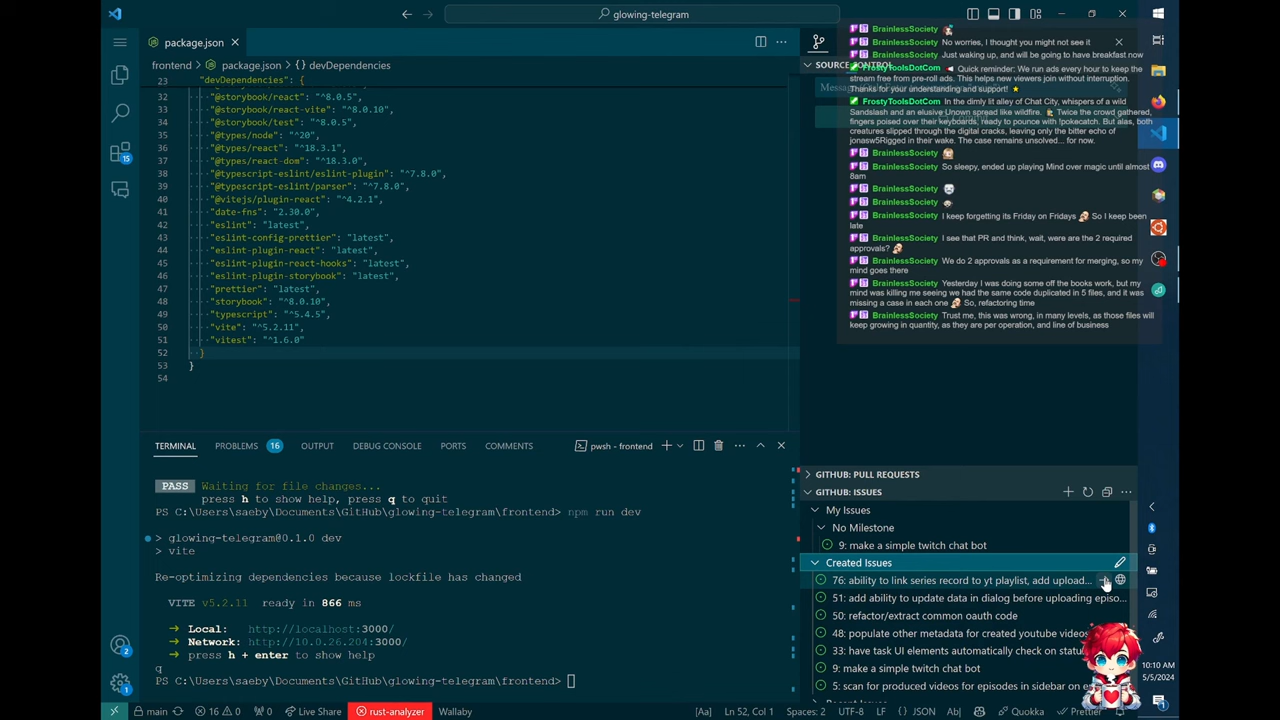 glowing-telegram
package.json
frontend > package.json > {} devDependencies
23 "devDependencies": {
32 "@storybook/react": "^8.0.5",
33 "@storybook/react-vite": "^8.0.10",
34 "@storybook/test": "^8.0.5",
35 "@types/node": "^20",
36 "@types/react": "^18.3.1",
37 "@types/react-dom": "^18.3.0",
38 "@typescript-eslint/eslint-plugin": "^7.8.0",
39 "@typescript-eslint/parser": "^7.8.0",
40 "@vitejs/plugin-react": "^4.2.1",
41 "date-fns": "2.30.0",
42 "eslint": "latest",
43 "eslint-config-prettier": "latest",
44 "eslint-plugin-react": "latest",
45 "eslint-plugin-react-hooks": "latest",
46 "eslint-plugin-storybook": "latest",
47 "prettier": "latest",
48 "storybook": "^8.0.10",
49 "typescript": "^5.4.5",
50 "vite": "^5.2.11",
51 "vitest": "^1.6.0"
52 }
53 }
54
15
2
1
TERMINAL PROBLEMS 16 OUTPUT DEBUG CONSOLE PORTS COMMENTS pwsh - frontend
PASS Waiting for file changes...
press h to show help, press q to quit
PS C:\Users\saeby\Documents\GitHub\glowing-telegram\frontend> npm run dev
> glowing-telegram@0.1.0 dev
> vite
Re-optimizing dependencies because lockfile has changed
VITE v5.2.11 ready in 866 ms
→ Local: http://localhost:3000/
→ Network: http://10.0.26.204:3000/
→ press h + enter to show help
q
PS C:\Users\saeby\Documents\GitHub\glowing-telegram\frontend>
SOURCE CONTROL
BrainlessSociety
BrainlessSociety No worries, I thought you might not see it
BrainlessSociety Just waking up, and will be going to have breakfast now
FrostyToolsDotCom Quick reminder: We run ads every hour to keep the
stream free from pre-roll ads. This helps new viewers join without interruption.
Thanks for your understanding and support!
FrostyToolsDotCom In the dimly lit alley of Chat City, whispers of a wild
Sandslash and an elusive Unown spread like wildfire. Twice the crowd gathered,
fingers poised over their keyboards, ready to pounce with !pokecatch. But alas, both
creatures slipped through the digital cracks, leaving only the bitter echo of
jonasw5Rigged in their wake. The case remains unsolved... for now.
BrainlessSociety
BrainlessSociety So sleepy, ended up playing Mind over magic until almost
8am
BrainlessSociety
BrainlessSociety
BrainlessSociety I keep forgetting its Friday on Fridays So I keep been
late
BrainlessSociety I see that PR and think, wait, were are the 2 required
approvals?
BrainlessSociety We do 2 approvals as a requirement for merging, so my
mind goes there
BrainlessSociety Yesterday I was doing some off the books work, but my
mind was killing me seeing we had the same code duplicated in 5 files, and it was
missing a case in each one So, refactoring time
BrainlessSociety Trust me, this was wrong, in many levels, as those files will
keep growing in quantity, as they are per operation, and line of business
GITHUB: PULL REQUESTS
GITHUB: ISSUES
My Issues
No Milestone
9: make a simple twitch chat bot
Created Issues
76: ability to link series record to yt playlist, add upload...
51: add ability to update data in dialog before uploading episo...
50: refactor/extract common oauth code
48: populate other metadata for created youtube videos
33: have task UI elements automatically check on statu
9: make a simple twitch chat bot
5: scan for produced videos for episodes in sidebar on e
10:10 AM
5/5/2024
main 16 0 0 Live Share rust-analyzer Wallaby Ln 52, Col 1 Spaces: 2 UTF-8 LF {} JSON Quokka Prettier